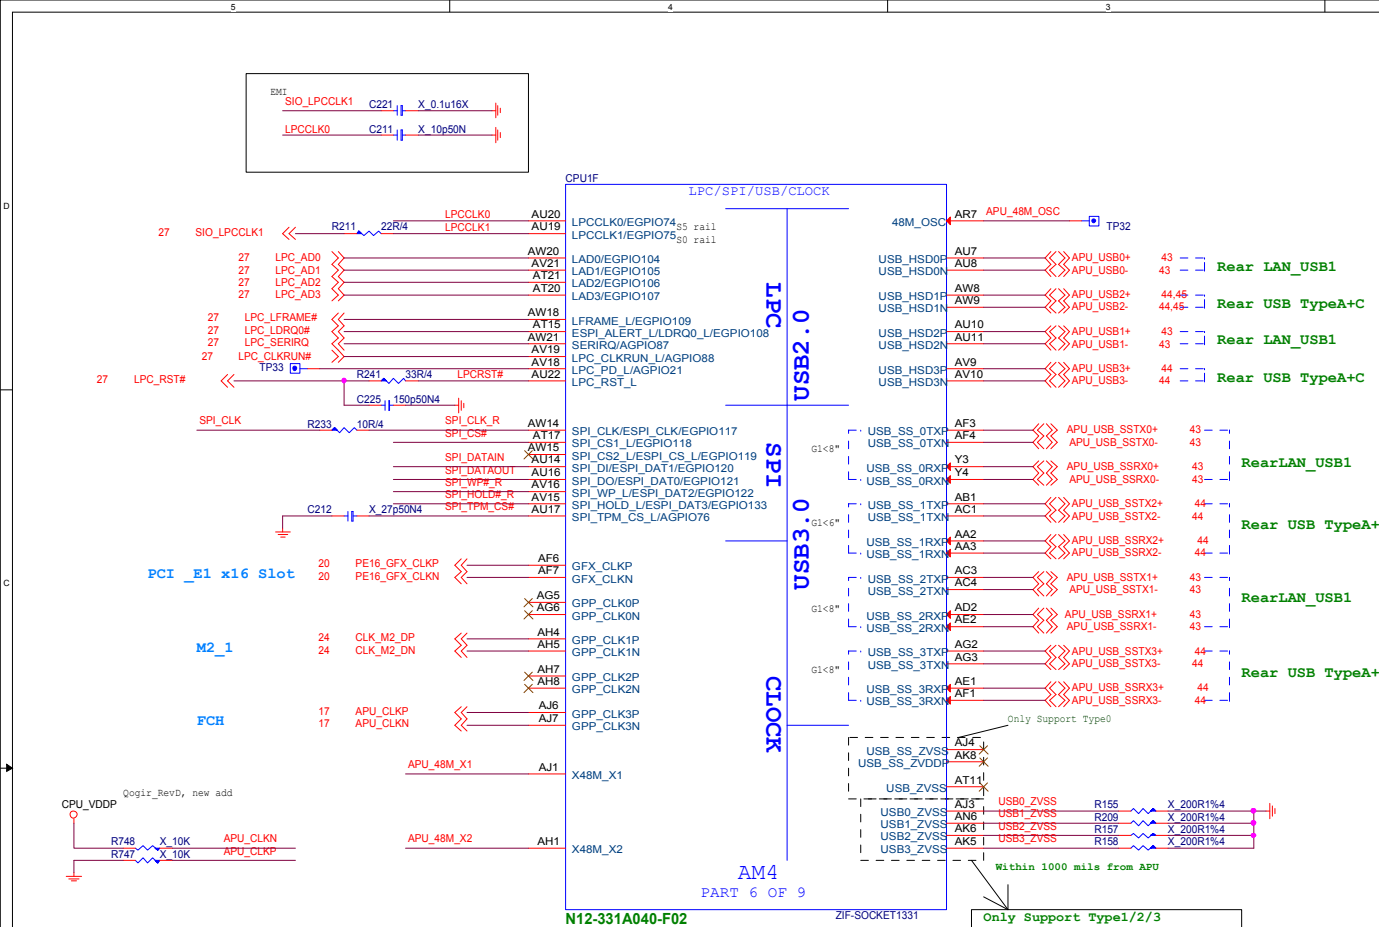 5 4 3
D
C
EMI
SIO_LPCCLK1 C221 X_0.1u16X
LPCCLK0 C211 X_10p50N
CPU1F
LPC/SPI/USB/CLOCK
LPCCLK0 AU20 LPCCLK0/EGPIO74 S5 rail
27 SIO_LPCCLK1 R211 22R/4 LPCCLK1 AU19 LPCCLK1/EGPIO75 S0 rail
27 LPC_AD0 AW20 LAD0/EGPIO104
27 LPC_AD1 AV21 LAD1/EGPIO105
27 LPC_AD2 AT21 LAD2/EGPIO106
27 LPC_AD3 AT20 LAD3/EGPIO107
27 LPC_LFRAME# AW18 LFRAME_L/EGPIO109
27 LPC_LDRQ0# AT15 ESPI_ALERT_L/LDRQ0_L/EGPIO108
27 LPC_SERIRQ AW21 SERIRQ/AGPIO87
27 LPC_CLKRUN# AV19 LPC_CLKRUN_L/AGPIO88
TP33 AV18 LPC_PD_L/AGPIO21
27 LPC_RST# R241 33R/4 LPCRST# AU22 LPC_RST_L
C225 150p50N4
SPI_CLK R233 10R/4 SPI_CLK_R AW14 SPI_CLK/ESPI_CLK/EGPIO117
SPI_CS# AT17 SPI_CS1_L/EGPIO118
AW15 SPI_CS2_L/ESPI_CS_L/EGPIO119
SPI_DATAIN AU14 SPI_DI/ESPI_DAT1/EGPIO120
SPI_DATAOUT AU16 SPI_DO/ESPI_DAT0/EGPIO121
SPI_WP#_R AV16 SPI_WP_L/ESPI_DAT2/EGPIO122
SPI_HOLD#_R AV15 SPI_HOLD_L/ESPI_DAT3/EGPIO133
C212 X_27p50N4 SPI_TPM_CS# AU17 SPI_TPM_CS_L/AGPIO76
PCI _E1 x16 Slot
20 PE16_GFX_CLKP AF6 GFX_CLKP
20 PE16_GFX_CLKN AF7 GFX_CLKN
AG5 GPP_CLK0P
AG6 GPP_CLK0N
M2_1
24 CLK_M2_DP AH4 GPP_CLK1P
24 CLK_M2_DN AH5 GPP_CLK1N
AH7 GPP_CLK2P
AH8 GPP_CLK2N
FCH
17 APU_CLKP AJ6 GPP_CLK3P
17 APU_CLKN AJ7 GPP_CLK3N
APU_48M_X1 AJ1 X48M_X1
APU_48M_X2 AH1 X48M_X2
Qogir_RevD, new add
CPU_VDDP
R748 X_10K APU_CLKN
R747 X_10K APU_CLKP
LPC
USB2.0
SPI
USB3.0
CLOCK
48M_OSC AR7 APU_48M_OSC TP32
USB_HSD0P AU7 APU_USB0+ 43
USB_HSD0N AU8 APU_USB0- 43
Rear LAN_USB1
USB_HSD1P AW8 APU_USB2+ 44,45
USB_HSD1N AW9 APU_USB2- 44,45
Rear USB TypeA+C
USB_HSD2P AU10 APU_USB1+ 43
USB_HSD2N AU11 APU_USB1- 43
Rear LAN_USB1
USB_HSD3P AV9 APU_USB3+ 44
USB_HSD3N AV10 APU_USB3- 44
Rear USB TypeA+C
USB_SS_0TXP AF3 APU_USB_SSTX0+ 43
USB_SS_0TXN AF4 APU_USB_SSTX0- 43
G1<8"
USB_SS_0RXP Y3 APU_USB_SSRX0+ 43
USB_SS_0RXN Y4 APU_USB_SSRX0- 43
RearLAN_USB1
USB_SS_1TXP AB1 APU_USB_SSTX2+ 44
USB_SS_1TXN AC1 APU_USB_SSTX2- 44
G1<6"
USB_SS_1RXP AA2 APU_USB_SSRX2+ 44
USB_SS_1RXN AA3 APU_USB_SSRX2- 44
Rear USB TypeA+
USB_SS_2TXP AC3 APU_USB_SSTX1+ 43
USB_SS_2TXN AC4 APU_USB_SSTX1- 43
G1<8"
USB_SS_2RXP AD2 APU_USB_SSRX1+ 43
USB_SS_2RXN AE2 APU_USB_SSRX1- 43
RearLAN_USB1
USB_SS_3TXP AG2 APU_USB_SSTX3+ 44
USB_SS_3TXN AG3 APU_USB_SSTX3- 44
G1<8"
USB_SS_3RXP AE1 APU_USB_SSRX3+ 44
USB_SS_3RXN AF1 APU_USB_SSRX3- 44
Rear USB TypeA+
Only Support Type0
USB_SS_ZVSS AJ4
USB_SS_ZVDDP AK8
USB_ZVSS AT11
USB0_ZVSS AJ3 USB0_ZVSS R155 X_200R1%4
USB1_ZVSS AN6 USB1_ZVSS R209 X_200R1%4
USB2_ZVSS AK6 USB2_ZVSS R157 X_200R1%4
USB3_ZVSS AK5 USB3_ZVSS R158 X_200R1%4
Within 1000 mils from APU
AM4
PART 6 OF 9
N12-331A040-F02 ZIF-SOCKET1331
Only Support Type1/2/3